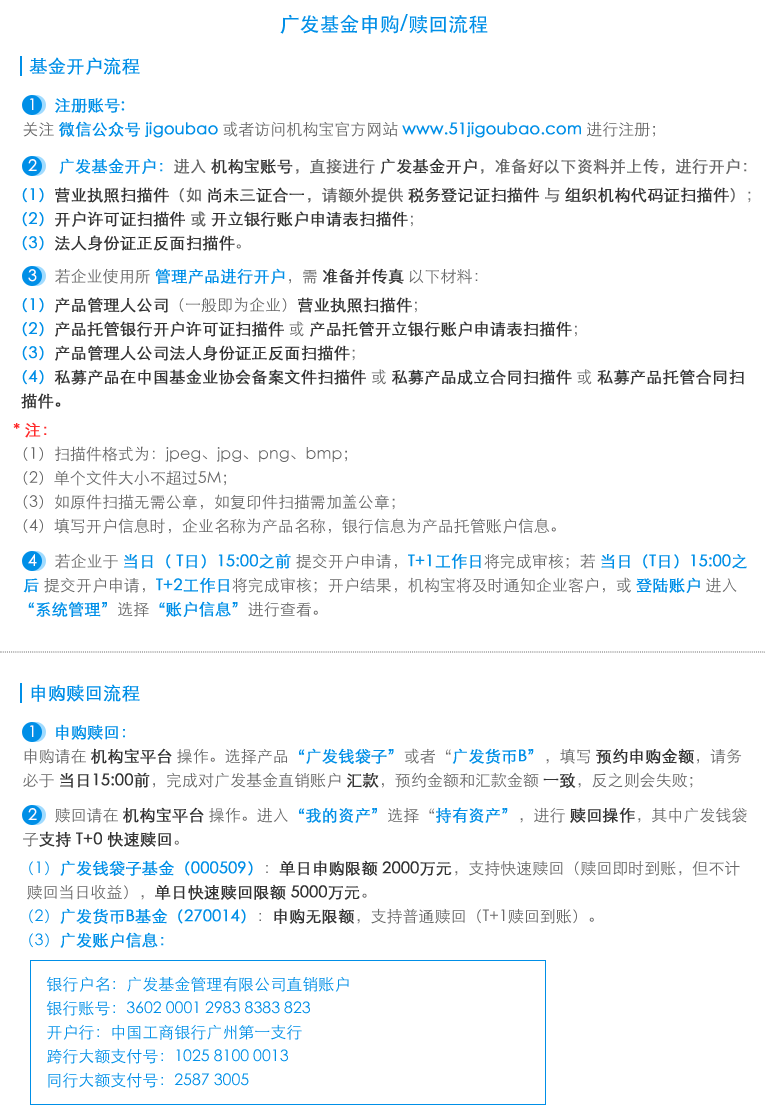 广发基金申购/赎回流程
基金开户流程
1 注册账号:
关注 微信公众号 jigoubao 或者访问机构宝官方网站 www.51jigoubao.com 进行注册；
2 广发基金开户：进入 机构宝账号，直接进行 广发基金开户，准备好以下资料并上传，进行开户：
（1）营业执照扫描件（如 尚未三证合一，请额外提供 税务登记证扫描件 与 组织机构代码证扫描件）；
（2）开户许可证扫描件 或 开立银行账户申请表扫描件；
（3）法人身份证正反面扫描件。
3 若企业使用所 管理产品进行开户，需 准备并传真 以下材料：
（1）产品管理人公司（一般即为企业）营业执照扫描件；
（2）产品托管银行开户许可证扫描件 或 产品托管开立银行账户申请表扫描件；
（3）产品管理人公司法人身份证正反面扫描件；
（4）私募产品在中国基金业协会备案文件扫描件 或 私募产品成立合同扫描件 或 私募产品托管合同扫
描件。
* 注：
（1）扫描件格式为：jpeg、jpg、png、bmp；
（2）单个文件大小不超过5M；
（3）如原件扫描无需公章，如复印件扫描需加盖公章；
（4）填写开户信息时，企业名称为产品名称，银行信息为产品托管账户信息。
4 若企业于 当日（ T日）15:00之前 提交开户申请，T+1工作日将完成审核；若 当日（T日）15:00之
后 提交开户申请，T+2工作日将完成审核；开户结果，机构宝将及时通知企业客户，或 登陆账户 进入
“系统管理”选择“账户信息”进行查看。
申购赎回流程
1 申购赎回：
申购请在 机构宝平台 操作。选择产品“广发钱袋子”或者“广发货币B”，填写 预约申购金额，请务
必于 当日15:00前，完成对广发基金直销账户 汇款，预约金额和汇款金额 一致，反之则会失败；
2 赎回请在 机构宝平台 操作。进入“我的资产”选择“持有资产”，进行 赎回操作，其中广发钱袋
子支持 T+0 快速赎回。
（1）广发钱袋子基金（000509）：单日申购限额 2000万元，支持快速赎回（赎回即时到账，但不计
赎回当日收益），单日快速赎回限额 5000万元。
（2）广发货币B基金（270014）：申购无限额，支持普通赎回（T+1赎回到账）。
（3）广发账户信息：
银行户名：广发基金管理有限公司直销账户
银行账号：3602 0001 2983 8383 823
开户行：中国工商银行广州第一支行
跨行大额支付号：1025 8100 0013
同行大额支付号：2587 3005